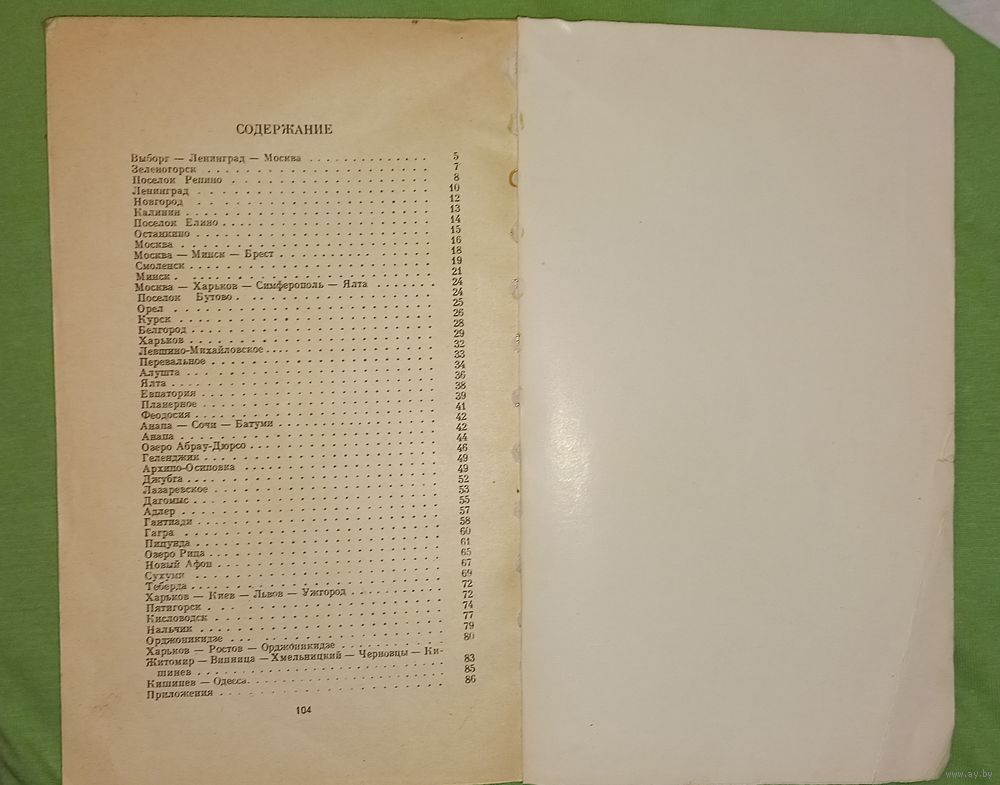 СОДЕРЖАНИЕ
Выборг — Ленинград — Москва . . . . . 5
Зеленогорск . . . . . 7
Поселок Репино . . . . . 8
Ленинград . . . . . 10
Новгород . . . . . 12
Калинин . . . . . 13
Поселок Елино . . . . . 14
Останкино . . . . . 15
Москва . . . . . 16
Москва — Минск — Брест . . . . . 18
Смоленск . . . . . 19
Минск . . . . . 21
Москва — Харьков — Симферополь — Ялта . . . . . 24
Поселок Бутово . . . . . 24
Орел . . . . . 25
Курск . . . . . 26
Белгород . . . . . 28
Харьков . . . . . 29
Левшино-Михайловское . . . . . 32
Перевальное . . . . . 33
Алушта . . . . . 34
Ялта . . . . . 36
Евпатория . . . . . 38
Планерное . . . . . 39
Феодосия . . . . . 41
Анапа — Сочи — Батуми . . . . . 42
Анапа . . . . . 42
Озеро Абрау-Дюрсо . . . . . 44
Геленджик . . . . . 46
Архипо-Осиповка . . . . . 49
Джубга . . . . . 49
Лазаревское . . . . . 52
Дагомыс . . . . . 53
Адлер . . . . . 55
Гантиади . . . . . 57
Гагра . . . . . 58
Пицунда . . . . . 60
Озеро Рица . . . . . 61
Новый Афон . . . . . 65
Сухуми . . . . . 67
Теберда . . . . . 69
Харьков — Киев — Львов — Ужгород . . . . . 72
Пятигорск . . . . . 72
Кисловодск . . . . . 74
Нальчик . . . . . 77
Орджоникидзе . . . . . 79
Харьков — Ростов — Орджоникидзе . . . . . 80
Житомир — Винница — Хмельницкий — Черновцы — Ки-
шинев . . . . . 83
Кишинев — Одесса . . . . . 85
Приложения . . . . . 86
104
www.ay.by